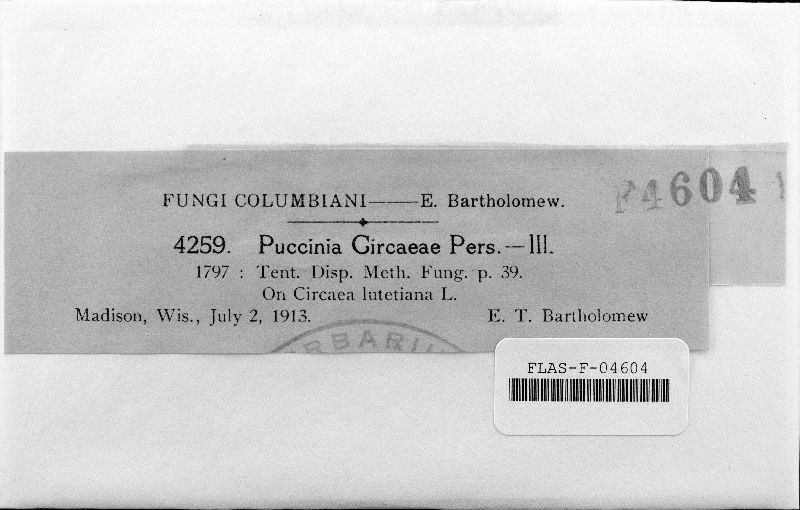 FUNGI COLUMBIANI——E. Bartholomew.
F4604
4259. Puccinia Circaeae Pers.—III.
1797 : Tent. Disp. Meth. Fung. p. 39.
On Circaea lutetiana L.
Madison, Wis., July 2, 1913. E. T. Bartholomew
FLAS-F-04604